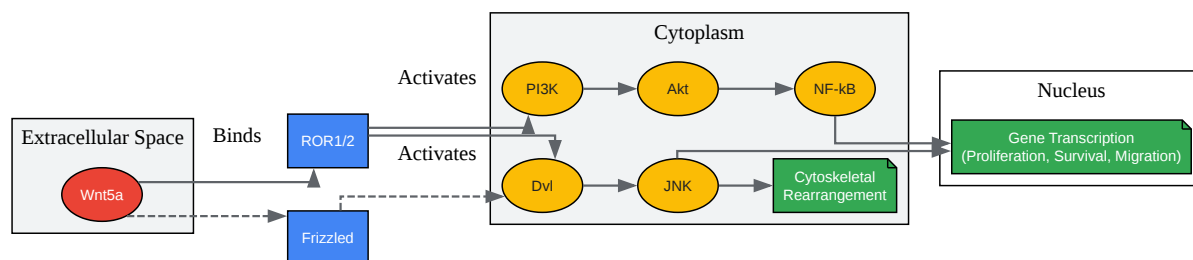 Extracellular Space
Wnt5a
Binds
ROR1/2
Frizzled
Activates
Activates
Cytoplasm
PI3K
Akt
NF-kB
Dvl
JNK
Cytoskeletal
Rearrangement
Nucleus
Gene Transcription
(Proliferation, Survival, Migration)